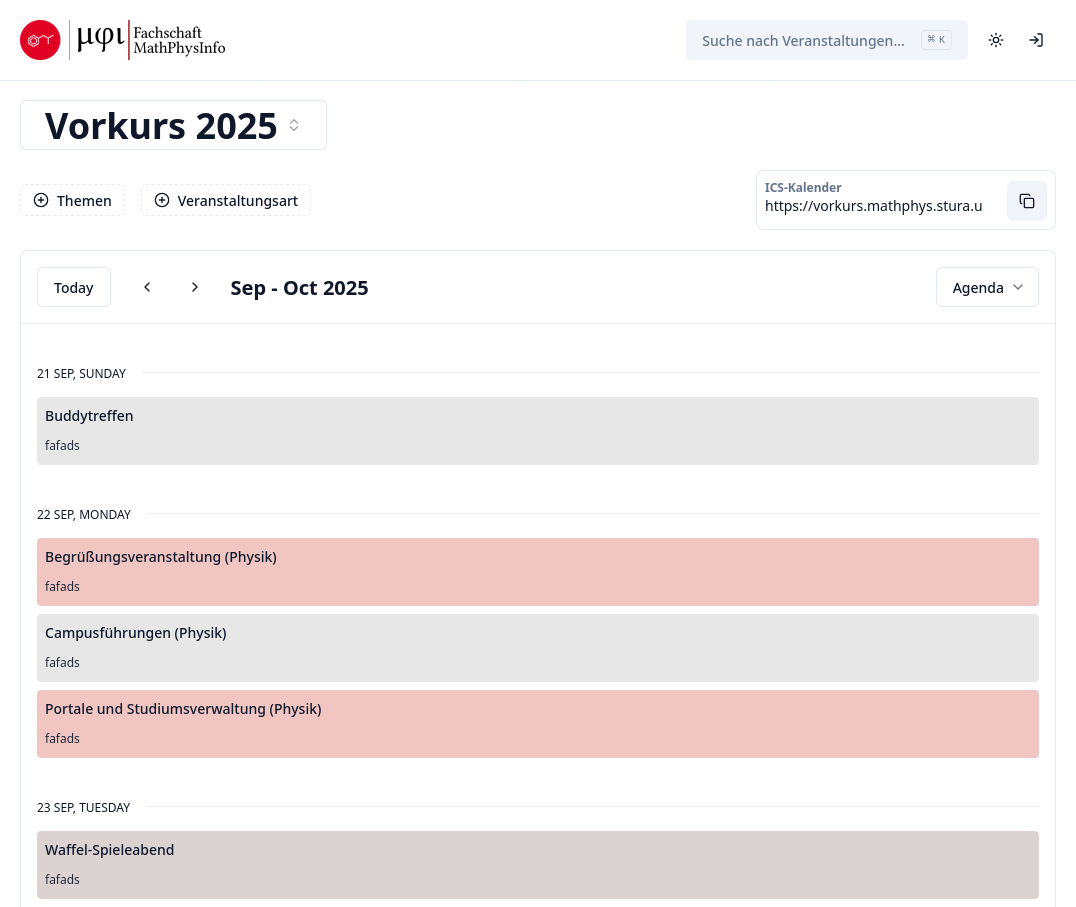 μφι Fachschaft
MathPhysInfo
Suche nach Veranstaltungen... ⌘ K
Vorkurs 2025
Themen
Veranstaltungsart
ICS-Kalender
https://vorkurs.mathphys.stura.u
Today
Sep - Oct 2025
Agenda
21 SEP, SUNDAY
Buddytreffen
fafads
22 SEP, MONDAY
Begrüßungsveranstaltung (Physik)
fafads
Campusführungen (Physik)
fafads
Portale und Studiumsverwaltung (Physik)
fafads
23 SEP, TUESDAY
Waffel-Spieleabend
fafads